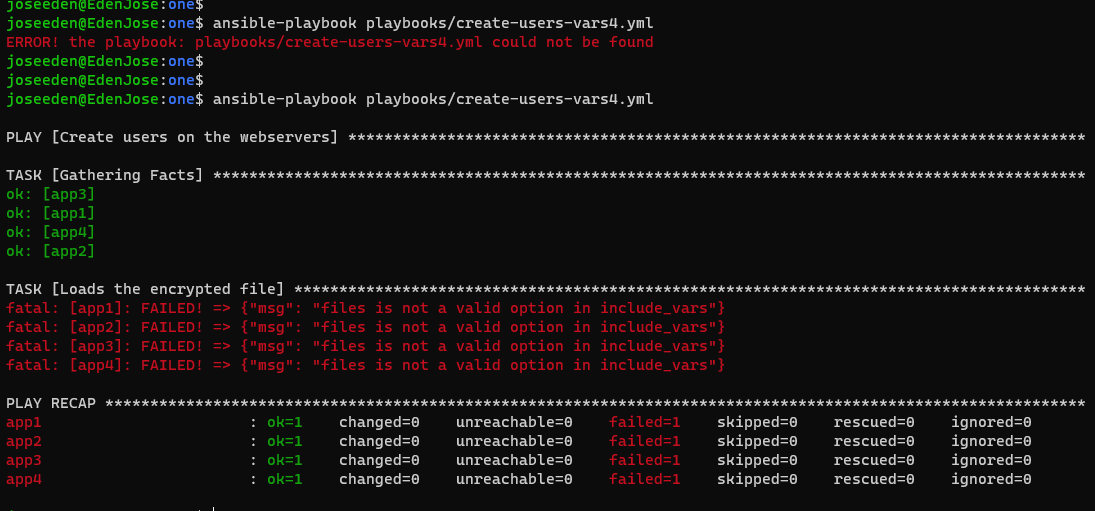 joseeden@EdenJose:one$
joseeden@EdenJose:one$ ansible-playbook playbooks/create-users-vars4.yml
ERROR! the playbook: playbooks/create-users-vars4.yml could not be found
joseeden@EdenJose:one$
joseeden@EdenJose:one$
joseeden@EdenJose:one$ ansible-playbook playbooks/create-users-vars4.yml
PLAY [Create users on the webservers] **********************************************************************************
TASK [Gathering Facts] *************************************************************************************************
ok: [app3]
ok: [app1]
ok: [app4]
ok: [app2]
TASK [Loads the encrypted file] ****************************************************************************************
fatal: [app1]: FAILED! => {"msg": "files is not a valid option in include_vars"}
fatal: [app2]: FAILED! => {"msg": "files is not a valid option in include_vars"}
fatal: [app3]: FAILED! => {"msg": "files is not a valid option in include_vars"}
fatal: [app4]: FAILED! => {"msg": "files is not a valid option in include_vars"}
PLAY RECAP *************************************************************************************************************
app1 : ok=1 changed=0 unreachable=0 failed=1 skipped=0 rescued=0 ignored=0
app2 : ok=1 changed=0 unreachable=0 failed=1 skipped=0 rescued=0 ignored=0
app3 : ok=1 changed=0 unreachable=0 failed=1 skipped=0 rescued=0 ignored=0
app4 : ok=1 changed=0 unreachable=0 failed=1 skipped=0 rescued=0 ignored=0